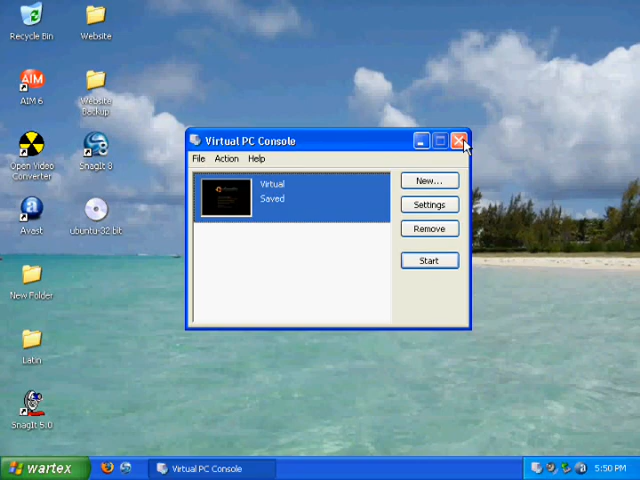 Recycle Bin
Website
AIM 6
Website
Backup
Open Video
Converter
SnagIt 8
Avast
ubuntu-32 bit
New Folder
Latin
SnagIt 5.0
Virtual PC Console
File Action Help
Virtual
Saved
New...
Settings
Remove
Start
wartex
Virtual PC Console
5:50 PM